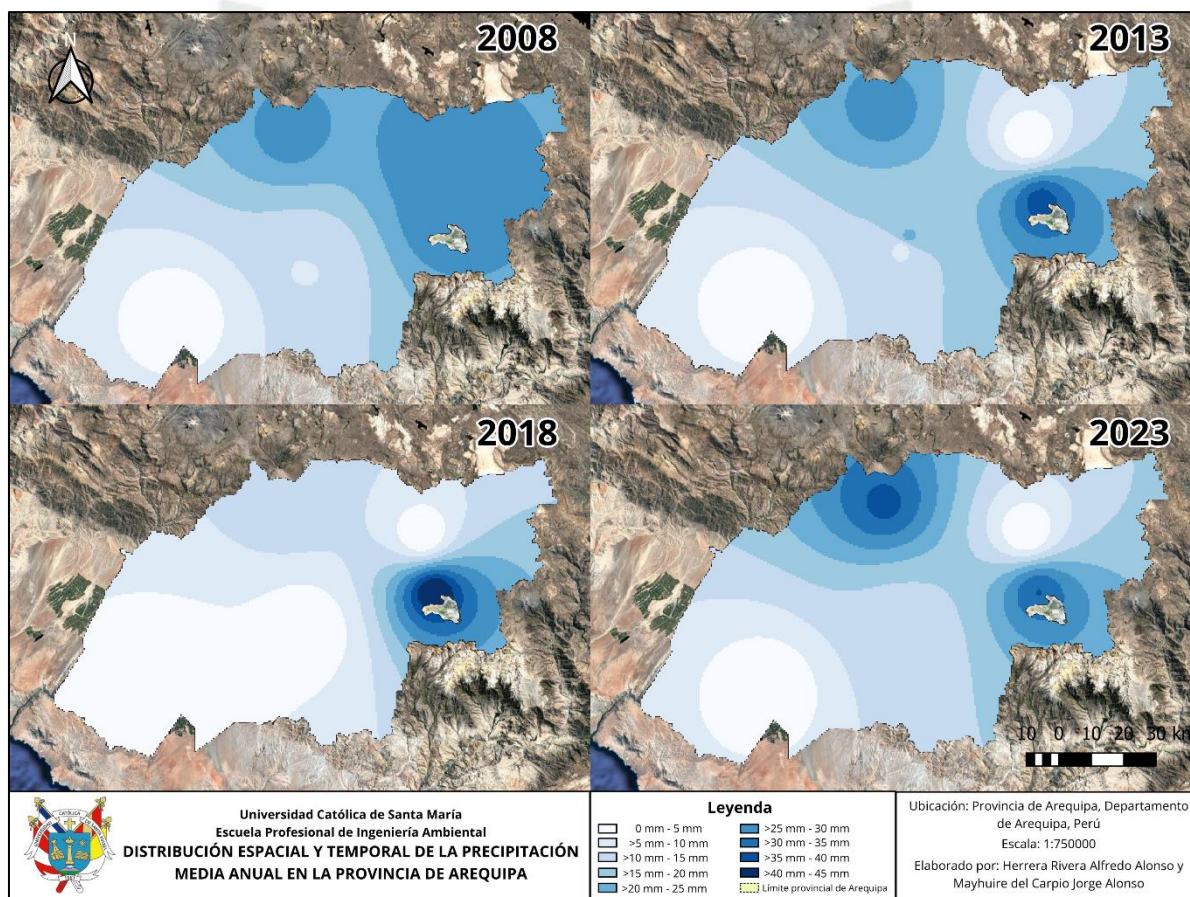 N
2008
2013
2018
2023
10 0 10 20 30 km
Universidad Católica de Santa María
Escuela Profesional de Ingeniería Ambiental
DISTRIBUCIÓN ESPACIAL Y TEMPORAL DE LA PRECIPITACIÓN
MEDIA ANUAL EN LA PROVINCIA DE AREQUIPA
Leyenda
0 mm - 5 mm
>5 mm - 10 mm
>10 mm - 15 mm
>15 mm - 20 mm
>20 mm - 25 mm
>25 mm - 30 mm
>30 mm - 35 mm
>35 mm - 40 mm
>40 mm - 45 mm
Límite provincial de Arequipa
Ubicación: Provincia de Arequipa, Departamento
de Arequipa, Perú
Escala: 1:750000
Elaborado por: Herrera Rivera Alfredo Alonso y
Mayhuire del Carpio Jorge Alonso